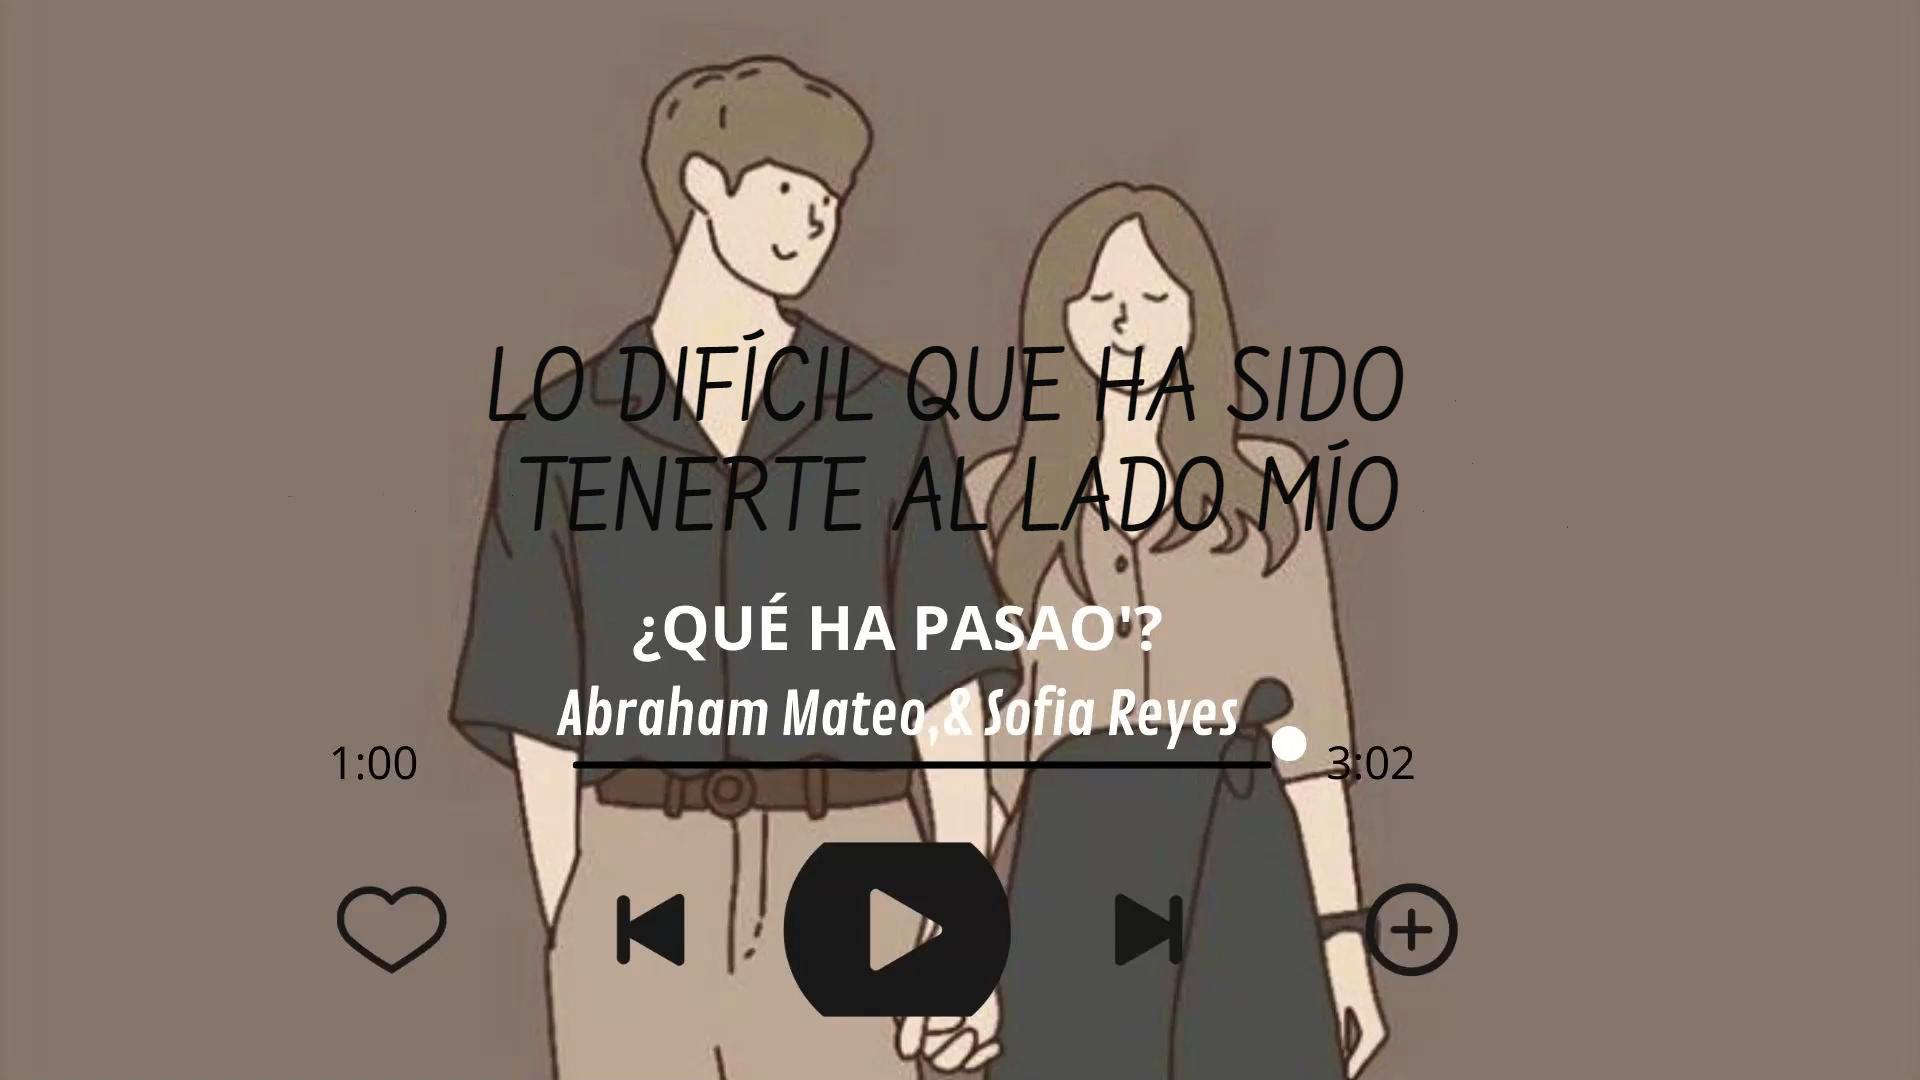 LO DIFÍCIL QUE HA SIDO
TENERTE AL LADO MÍO
¿QUÉ HA PASAO'?
Abraham Mateo,& Sofia Reyes
1:00
3:02